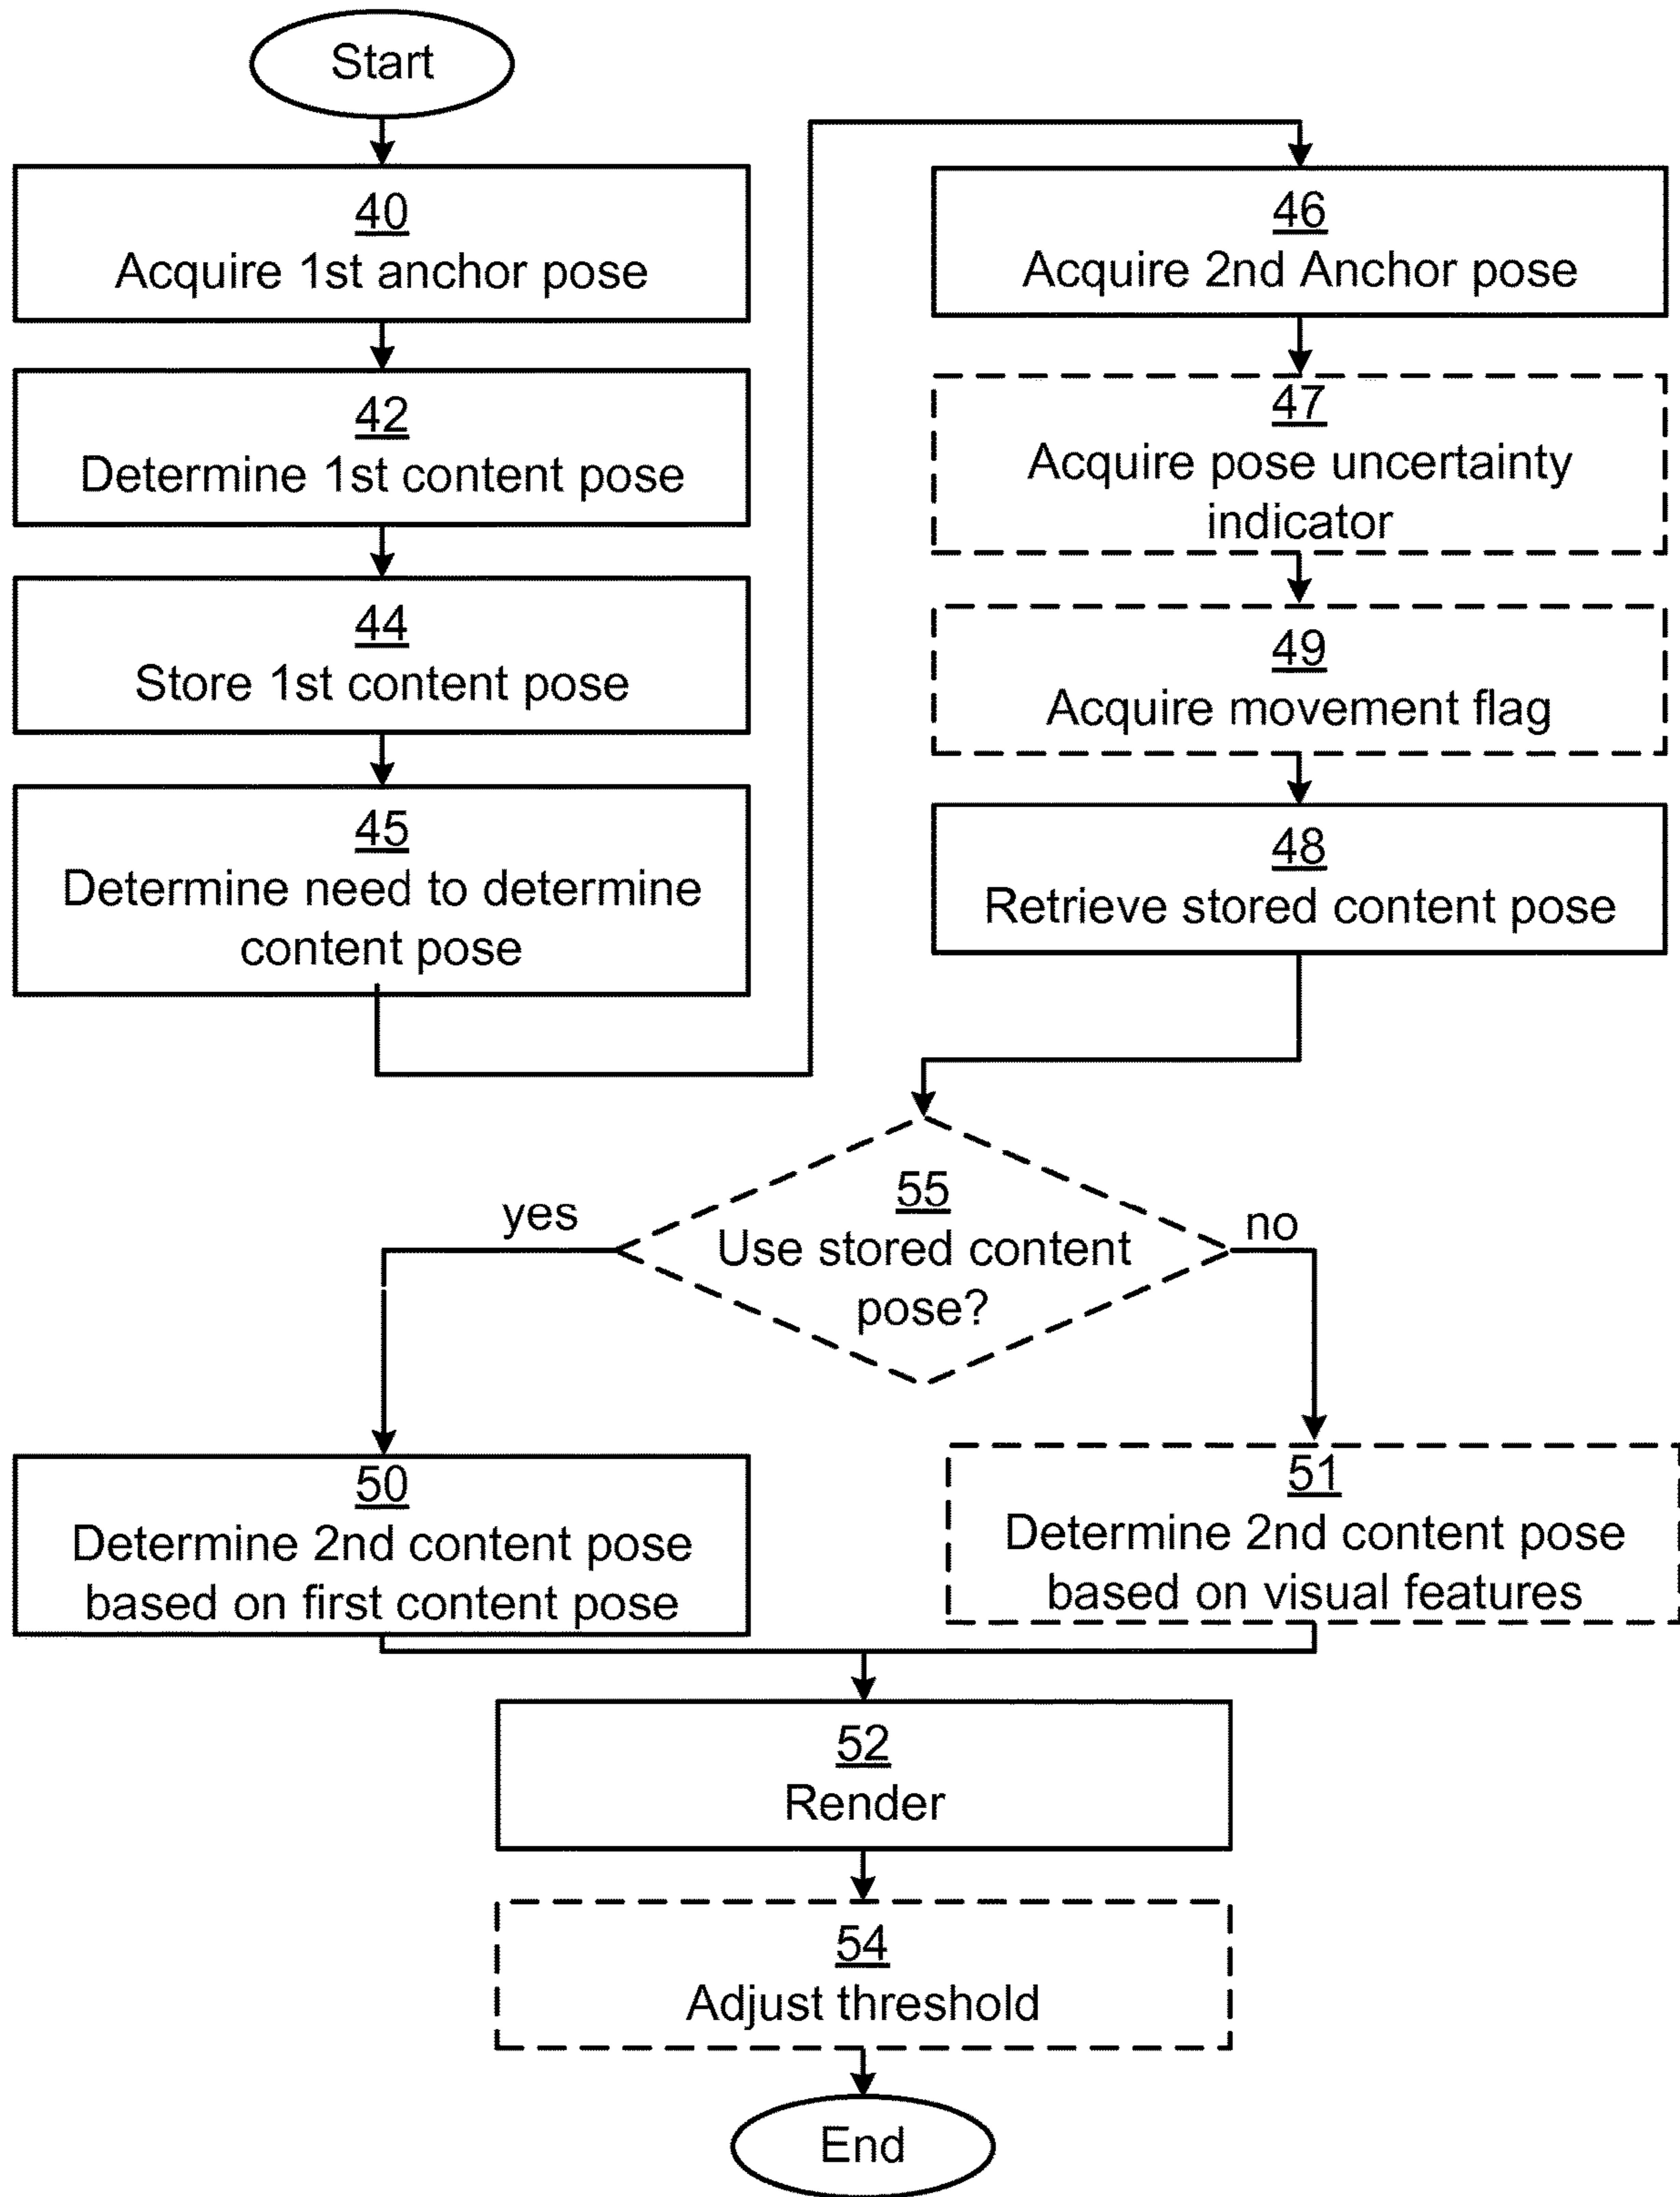 Start
40
Acquire 1st anchor pose
42
Determine 1st content pose
44
Store 1st content pose
45
Determine need to determine
content pose
46
Acquire 2nd Anchor pose
47
Acquire pose uncertainty
indicator
49
Acquire movement flag
48
Retrieve stored content pose
55
Use stored content
pose?
yes
no
50
Determine 2nd content pose
based on first content pose
51
Determine 2nd content pose
based on visual features
52
Render
54
Adjust threshold
End